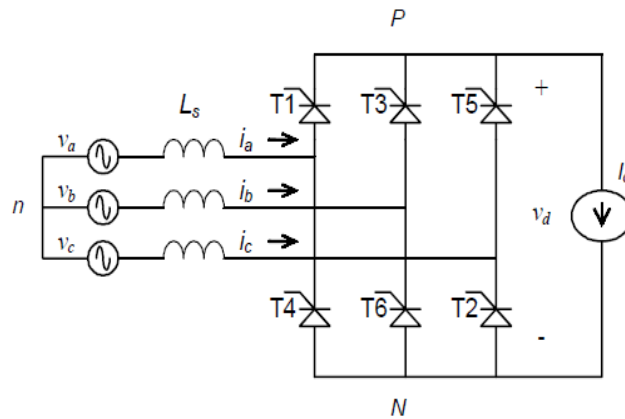 P
L_s
T1 T3 T5
+
v_a i_a
I_d
n v_b i_b
v_d
v_c i_c
T4 T6 T2
-
N